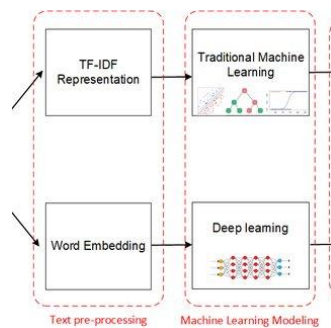 TF-IDF
Representation
Traditional Machine
Learning
Word Embedding
Deep learning
Text pre-processing
Machine Learning Modeling